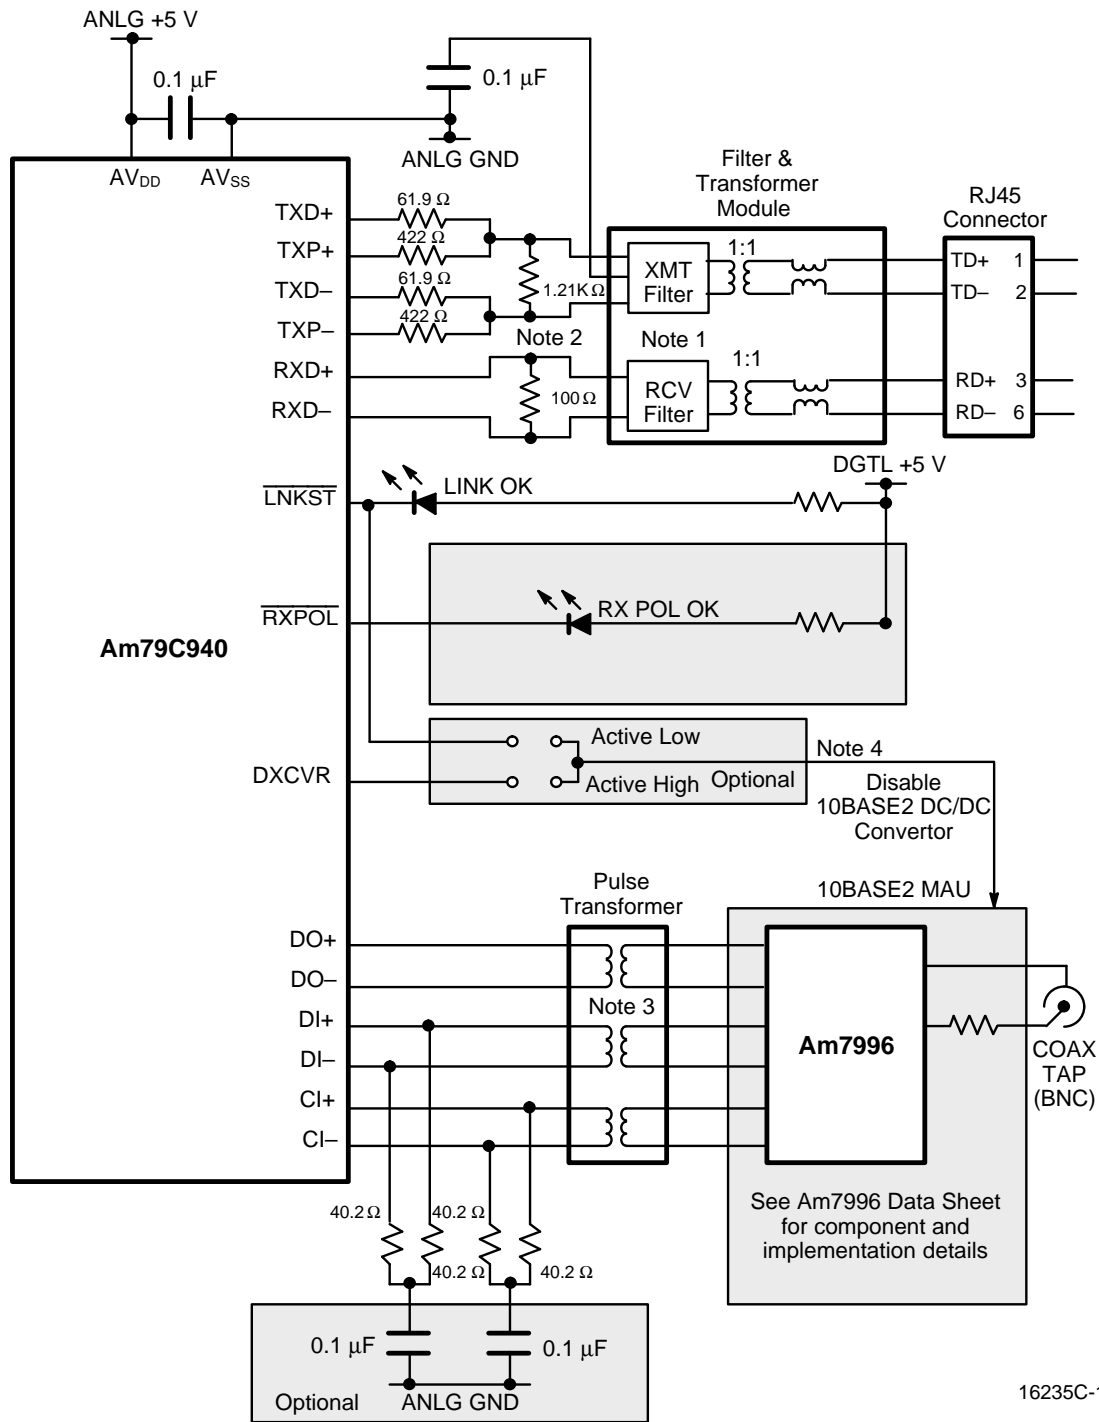 ANLG +5 V
0.1 μF
0.1 μF
ANLG GND
AVDD
AVSS
Filter &
Transformer
Module
RJ45
Connector
TXD+
61.9 Ω
TXP+
422 Ω
TXD–
61.9 Ω
TXP–
422 Ω
1.21K Ω
XMT
Filter
1:1
TD+ 1
TD– 2
Note 2
Note 1
1:1
RXD+
RXD–
100 Ω
RCV
Filter
RD+ 3
RD– 6
DGTL +5 V
LNKST
LINK OK
RXPOL
RX POL OK
Am79C940
DXCVR
Active Low
Active High
Optional
Note 4
Disable
10BASE2 DC/DC
Convertor
Pulse
Transformer
10BASE2 MAU
DO+
DO–
DI+
DI–
CI+
CI–
Note 3
Am7996
COAX
TAP
(BNC)
See Am7996 Data Sheet
for component and
implementation details
40.2 Ω
40.2 Ω
40.2 Ω
40.2 Ω
0.1 μF
0.1 μF
Optional
ANLG GND